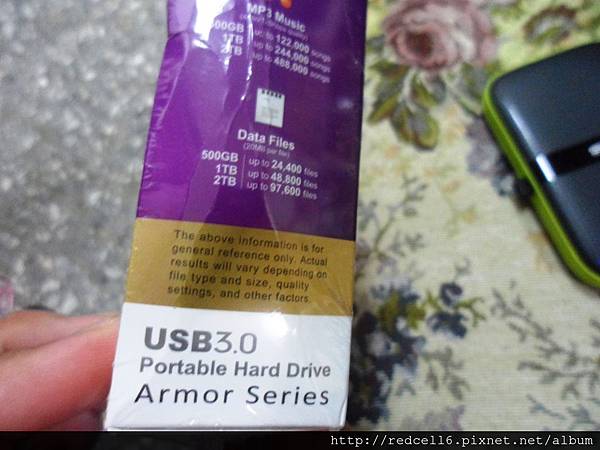 MP3 Music
500GB up to 122,000 songs
1TB up to 244,000 songs
2TB up to 488,000 songs
Data Files
(20MB per file)
500GB up to 24,400 files
1TB up to 48,800 files
2TB up to 97,600 files
The above information is for
general reference only. Actual
results will vary depending on
file type and size, quality
settings, and other factors.
USB3.0
Portable Hard Drive
Armor Series
http://redcell6.pixnet.net/album